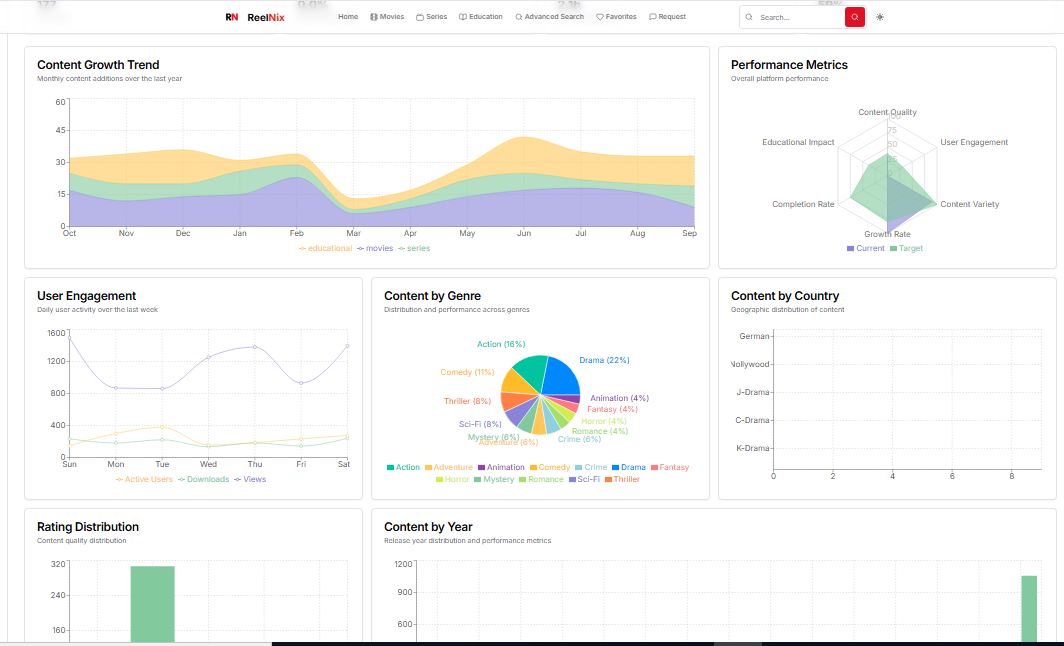 RN ReelNix Home Movies Series Education Advanced Search Favorites Request Search...
Content Growth Trend
Monthly content additions over the last year
60
45
30
15
0
Oct Nov Dec Jan Feb Mar Apr May Jun Jul Aug Sep
educational movies series
Performance Metrics
Overall platform performance
Content Quality
User Engagement
Content Variety
Growth Rate
Completion Rate
Educational Impact
75
50
Current Target
User Engagement
Daily user activity over the last week
1600
1200
800
400
0
Sun Mon Tue Wed Thu Fri Sat
Active Users Downloads Views
Content by Genre
Distribution and performance across genres
Action (16%)
Drama (22%)
Comedy (11%)
Animation (4%)
Thriller (8%)
Fantasy (4%)
Horror (4%)
Sci-Fi (8%)
Romance (4%)
Mystery (6%)
Crime (6%)
Adventure (6%)
Action Adventure Animation Comedy Crime Drama Fantasy
Horror Mystery Romance Sci-Fi Thriller
Content by Country
Geographic distribution of content
German
Nollywood
J-Drama
C-Drama
K-Drama
0 2 4 6 8
Rating Distribution
Content quality distribution
320
240
160
Content by Year
Release year distribution and performance metrics
1200
900
600